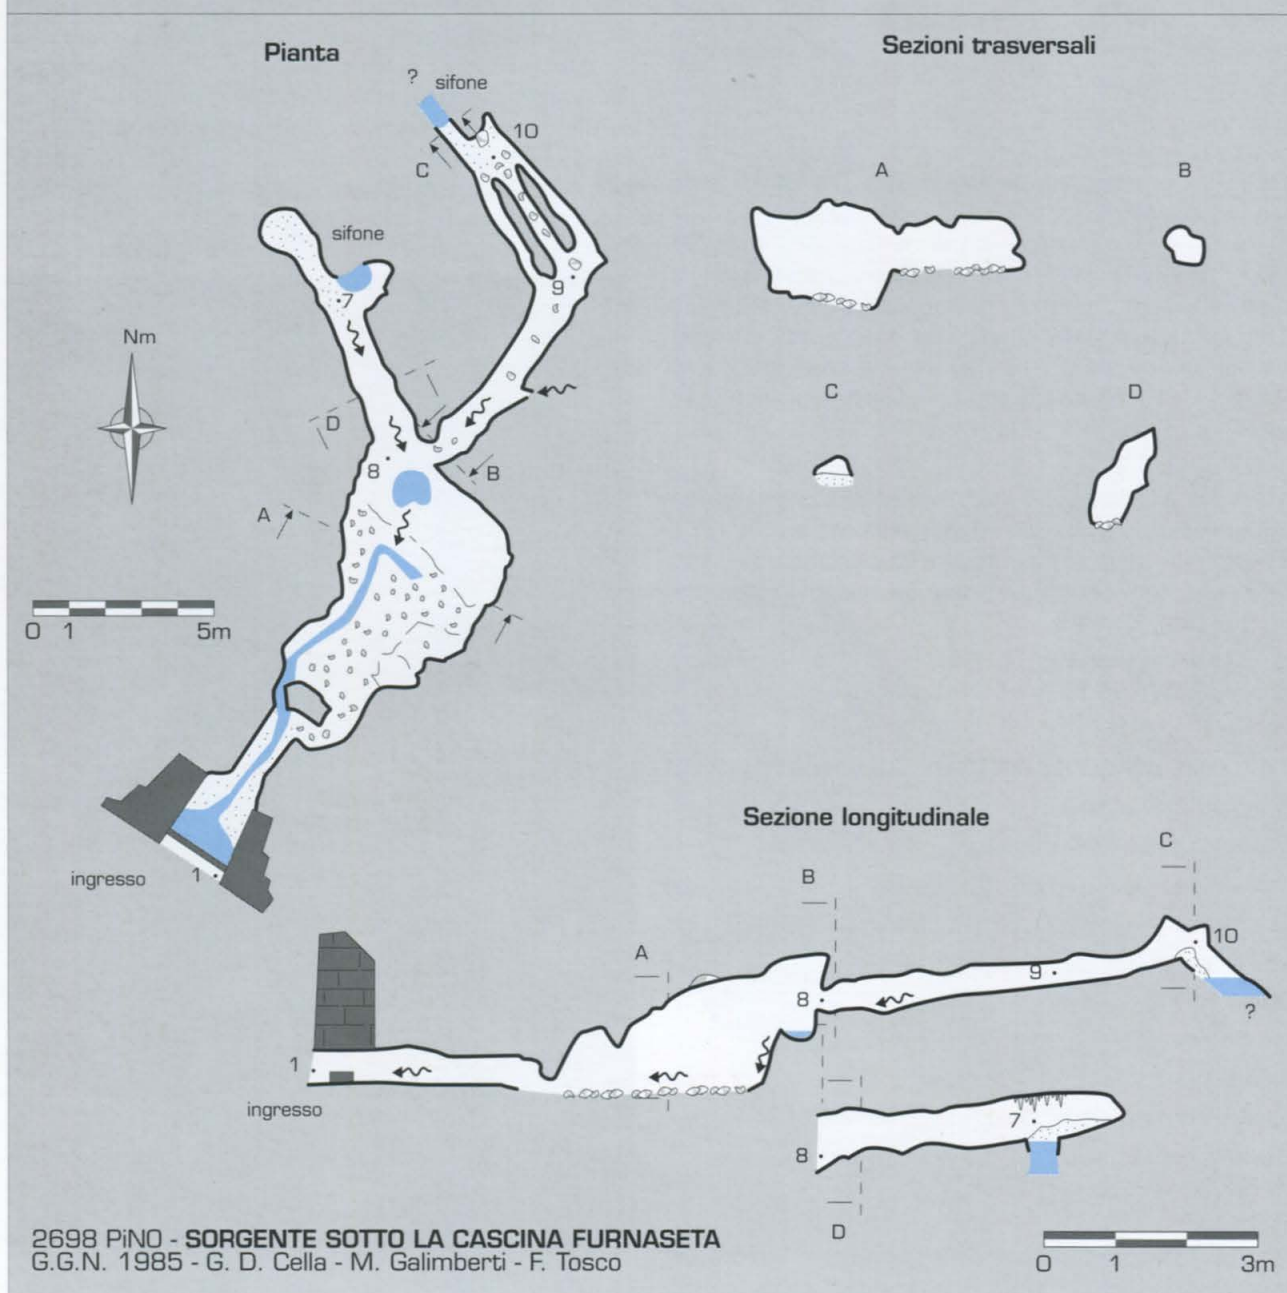 Pianta
Sezioni trasversali
? sifone
10
C
A
B
sifone
7
9
Nm
C
D
D
8
B
A
0 1 5m
Sezione longitudinale
C
ingresso
1
B
10
A
9
8
?
1
ingresso
7
8
D
2698 PiNO - SORGENTE SOTTO LA CASCINA FURNASETA
G.G.N. 1985 - G. D. Cella - M. Galimberti - F. Tosco
0 1 3m